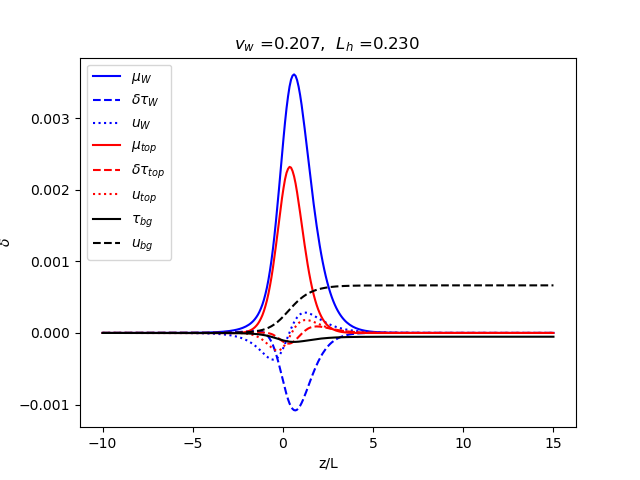 v_w =0.207, L_h =0.230
δ
0.003
0.002
0.001
0.000
−0.001
μ_W
δτ_W
u_W
μ_top
δτ_top
u_top
τ_bg
u_bg
−10 −5 0 5 10 15
z/L